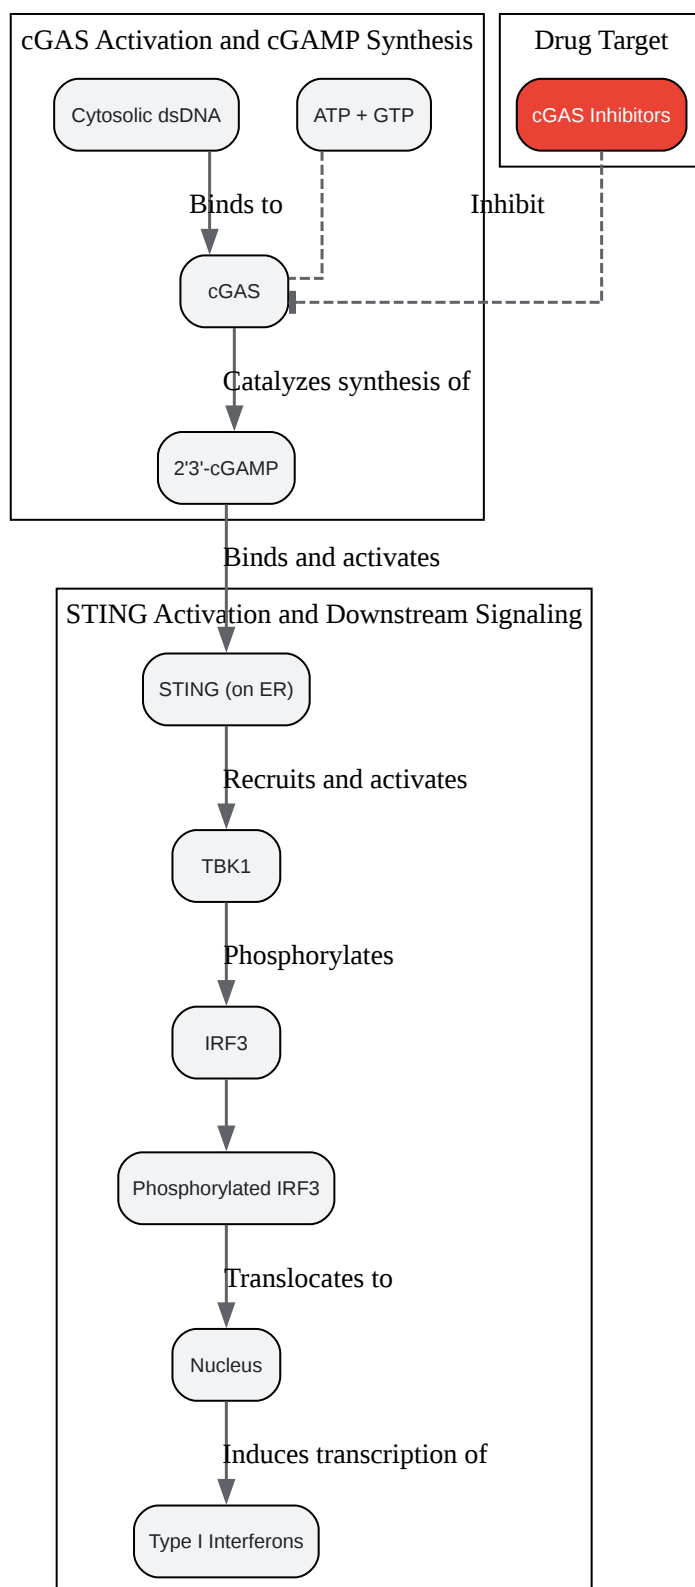 cGAS Activation and cGAMP Synthesis
Drug Target
Cytosolic dsDNA
ATP + GTP
cGAS Inhibitors
Binds to
Inhibit
cGAS
Catalyzes synthesis of
2'3'-cGAMP
Binds and activates
STING Activation and Downstream Signaling
STING (on ER)
Recruits and activates
TBK1
Phosphorylates
IRF3
Phosphorylated IRF3
Translocates to
Nucleus
Induces transcription of
Type I Interferons